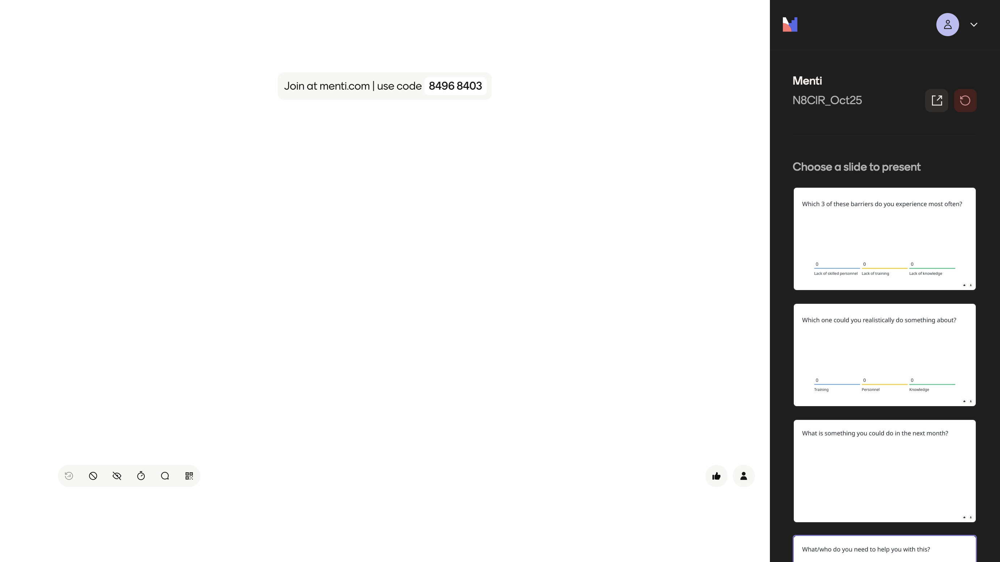 Join at menti.com | use code 8496 8403
Menti
N8CIR_Oct25
Choose a slide to present
Which 3 of these barriers do you experience most often?
0 0 0
Lack of skilled personnel Lack of training Lack of knowledge
Which one could you realistically do something about?
0 0 0
Training Personnel Knowledge
What is something you could do in the next month?
What/who do you need to help you with this?